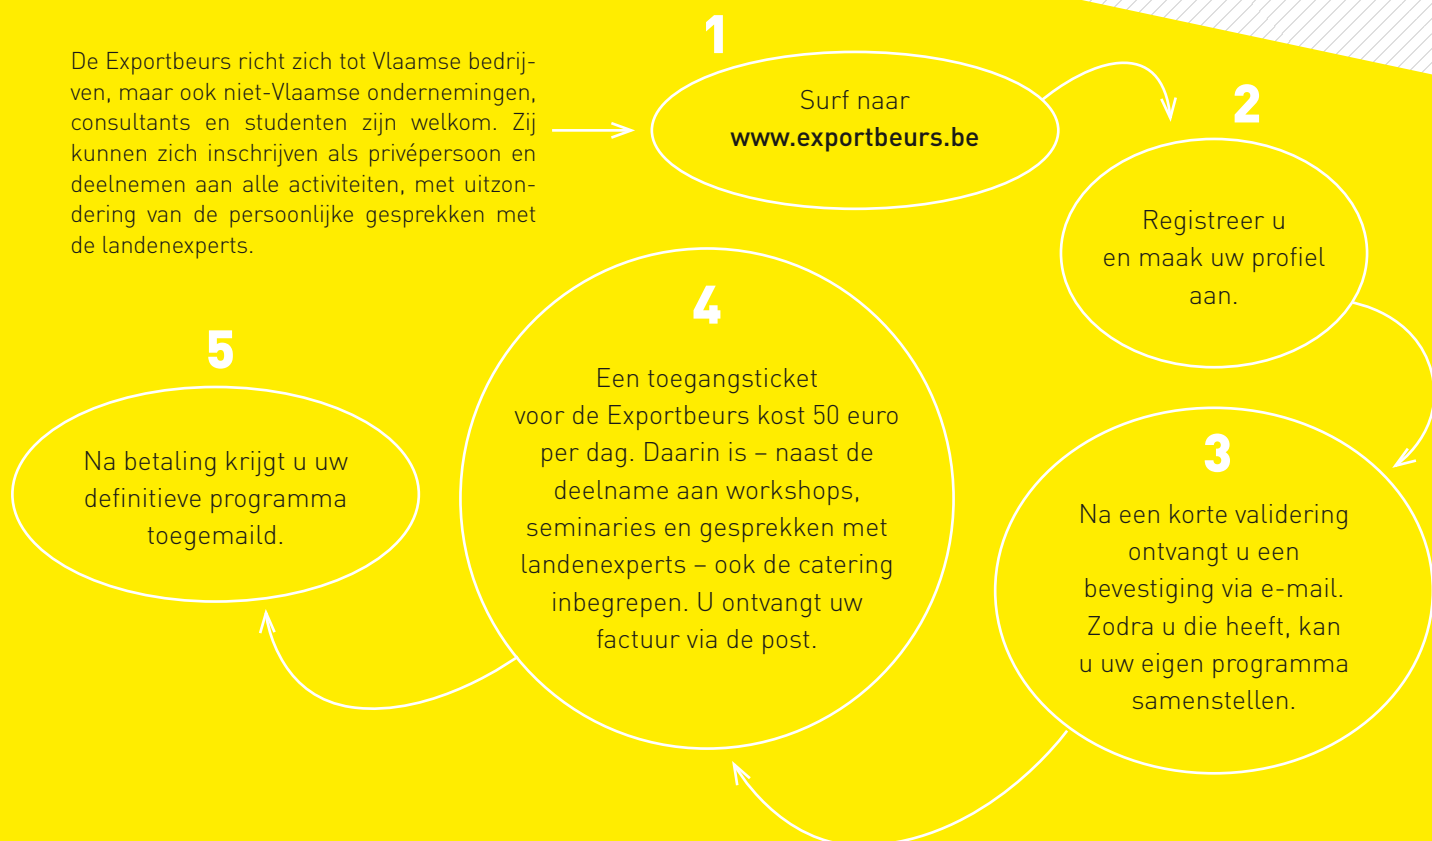 De Exportbeurs richt zich tot Vlaamse bedrij-
ven, maar ook niet-Vlaamse ondernemingen,
consultants en studenten zijn welkom. Zij
kunnen zich inschrijven als privépersoon en
deelnemen aan alle activiteiten, met uitzon-
dering van de persoonlijke gesprekken met
de landenexperts.
1
Surf naar
www.exportbeurs.be
2
Registreer u
en maak uw profiel
aan.
3
Na een korte validering
ontvangt u een
bevestiging via e-mail.
Zodra u die heeft, kan
u uw eigen programma
samenstellen.
4
Een toegangsticket
voor de Exportbeurs kost 50 euro
per dag. Daarin is – naast de
deelname aan workshops,
seminaries en gesprekken met
landenexperts – ook de catering
inbegrepen. U ontvangt uw
factuur via de post.
5
Na betaling krijgt u uw
definitieve programma
toegemaild.